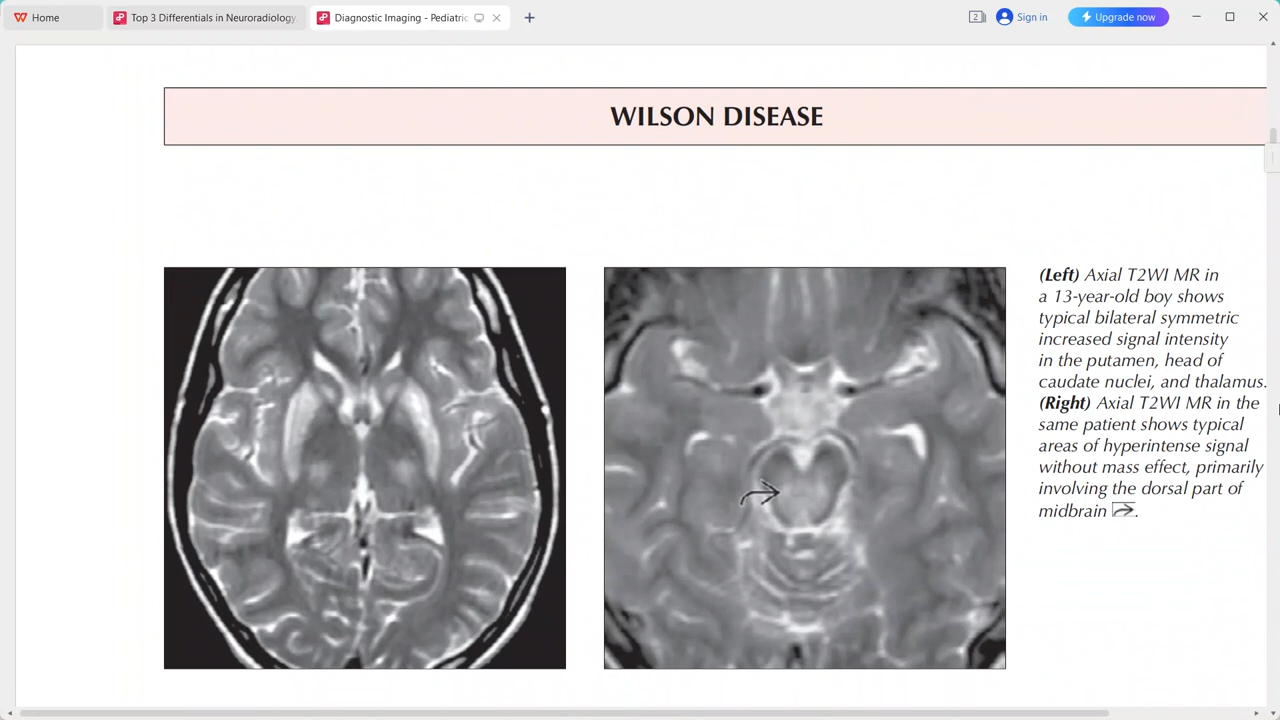 Home
Top 3 Differentials in Neuroradiology.
Diagnostic Imaging - Pediatric
2
Sign in
Upgrade now
WILSON DISEASE
(Left) Axial T2WI MR in
a 13-year-old boy shows
typical bilateral symmetric
increased signal intensity
in the putamen, head of
caudate nuclei, and thalamus.
(Right) Axial T2WI MR in the
same patient shows typical
areas of hyperintense signal
without mass effect, primarily
involving the dorsal part of
midbrain.